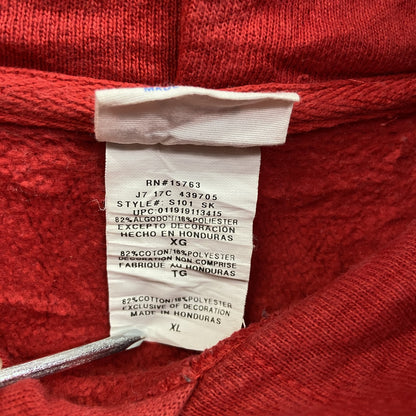 RN#15763
J7 17C 439705
STYLE#: S101 SK
UPC 011919113415
82% ALGODON/18% POLIESTER
EXCEPTO DECORACION
HECHO EN HONDURAS
XG
82% COTTON/18% POLYESTER
DECORATION NON COMPRISE
FABRIQUE AU HONDURAS
TG
82%COTTON/18%POLYESTER
EXCLUSIVE OF DECORATION
MADE IN HONDURAS
XL